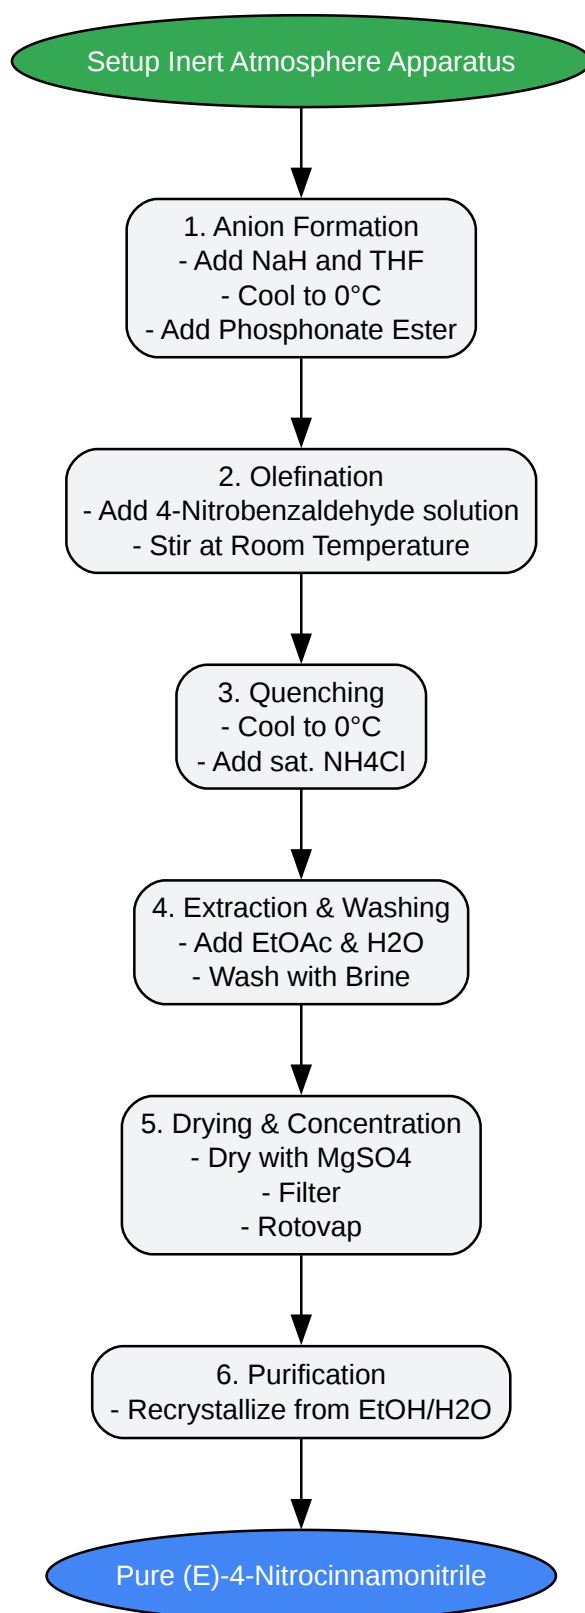 Setup Inert Atmosphere Apparatus
1. Anion Formation
- Add NaH and THF
- Cool to 0°C
- Add Phosphonate Ester
2. Olefination
- Add 4-Nitrobenzaldehyde solution
- Stir at Room Temperature
3. Quenching
- Cool to 0°C
- Add sat. NH4Cl
4. Extraction & Washing
- Add EtOAc & H2O
- Wash with Brine
5. Drying & Concentration
- Dry with MgSO4
- Filter
- Rotovap
6. Purification
- Recrystallize from EtOH/H2O
Pure (E)-4-Nitrocinnamonitrile